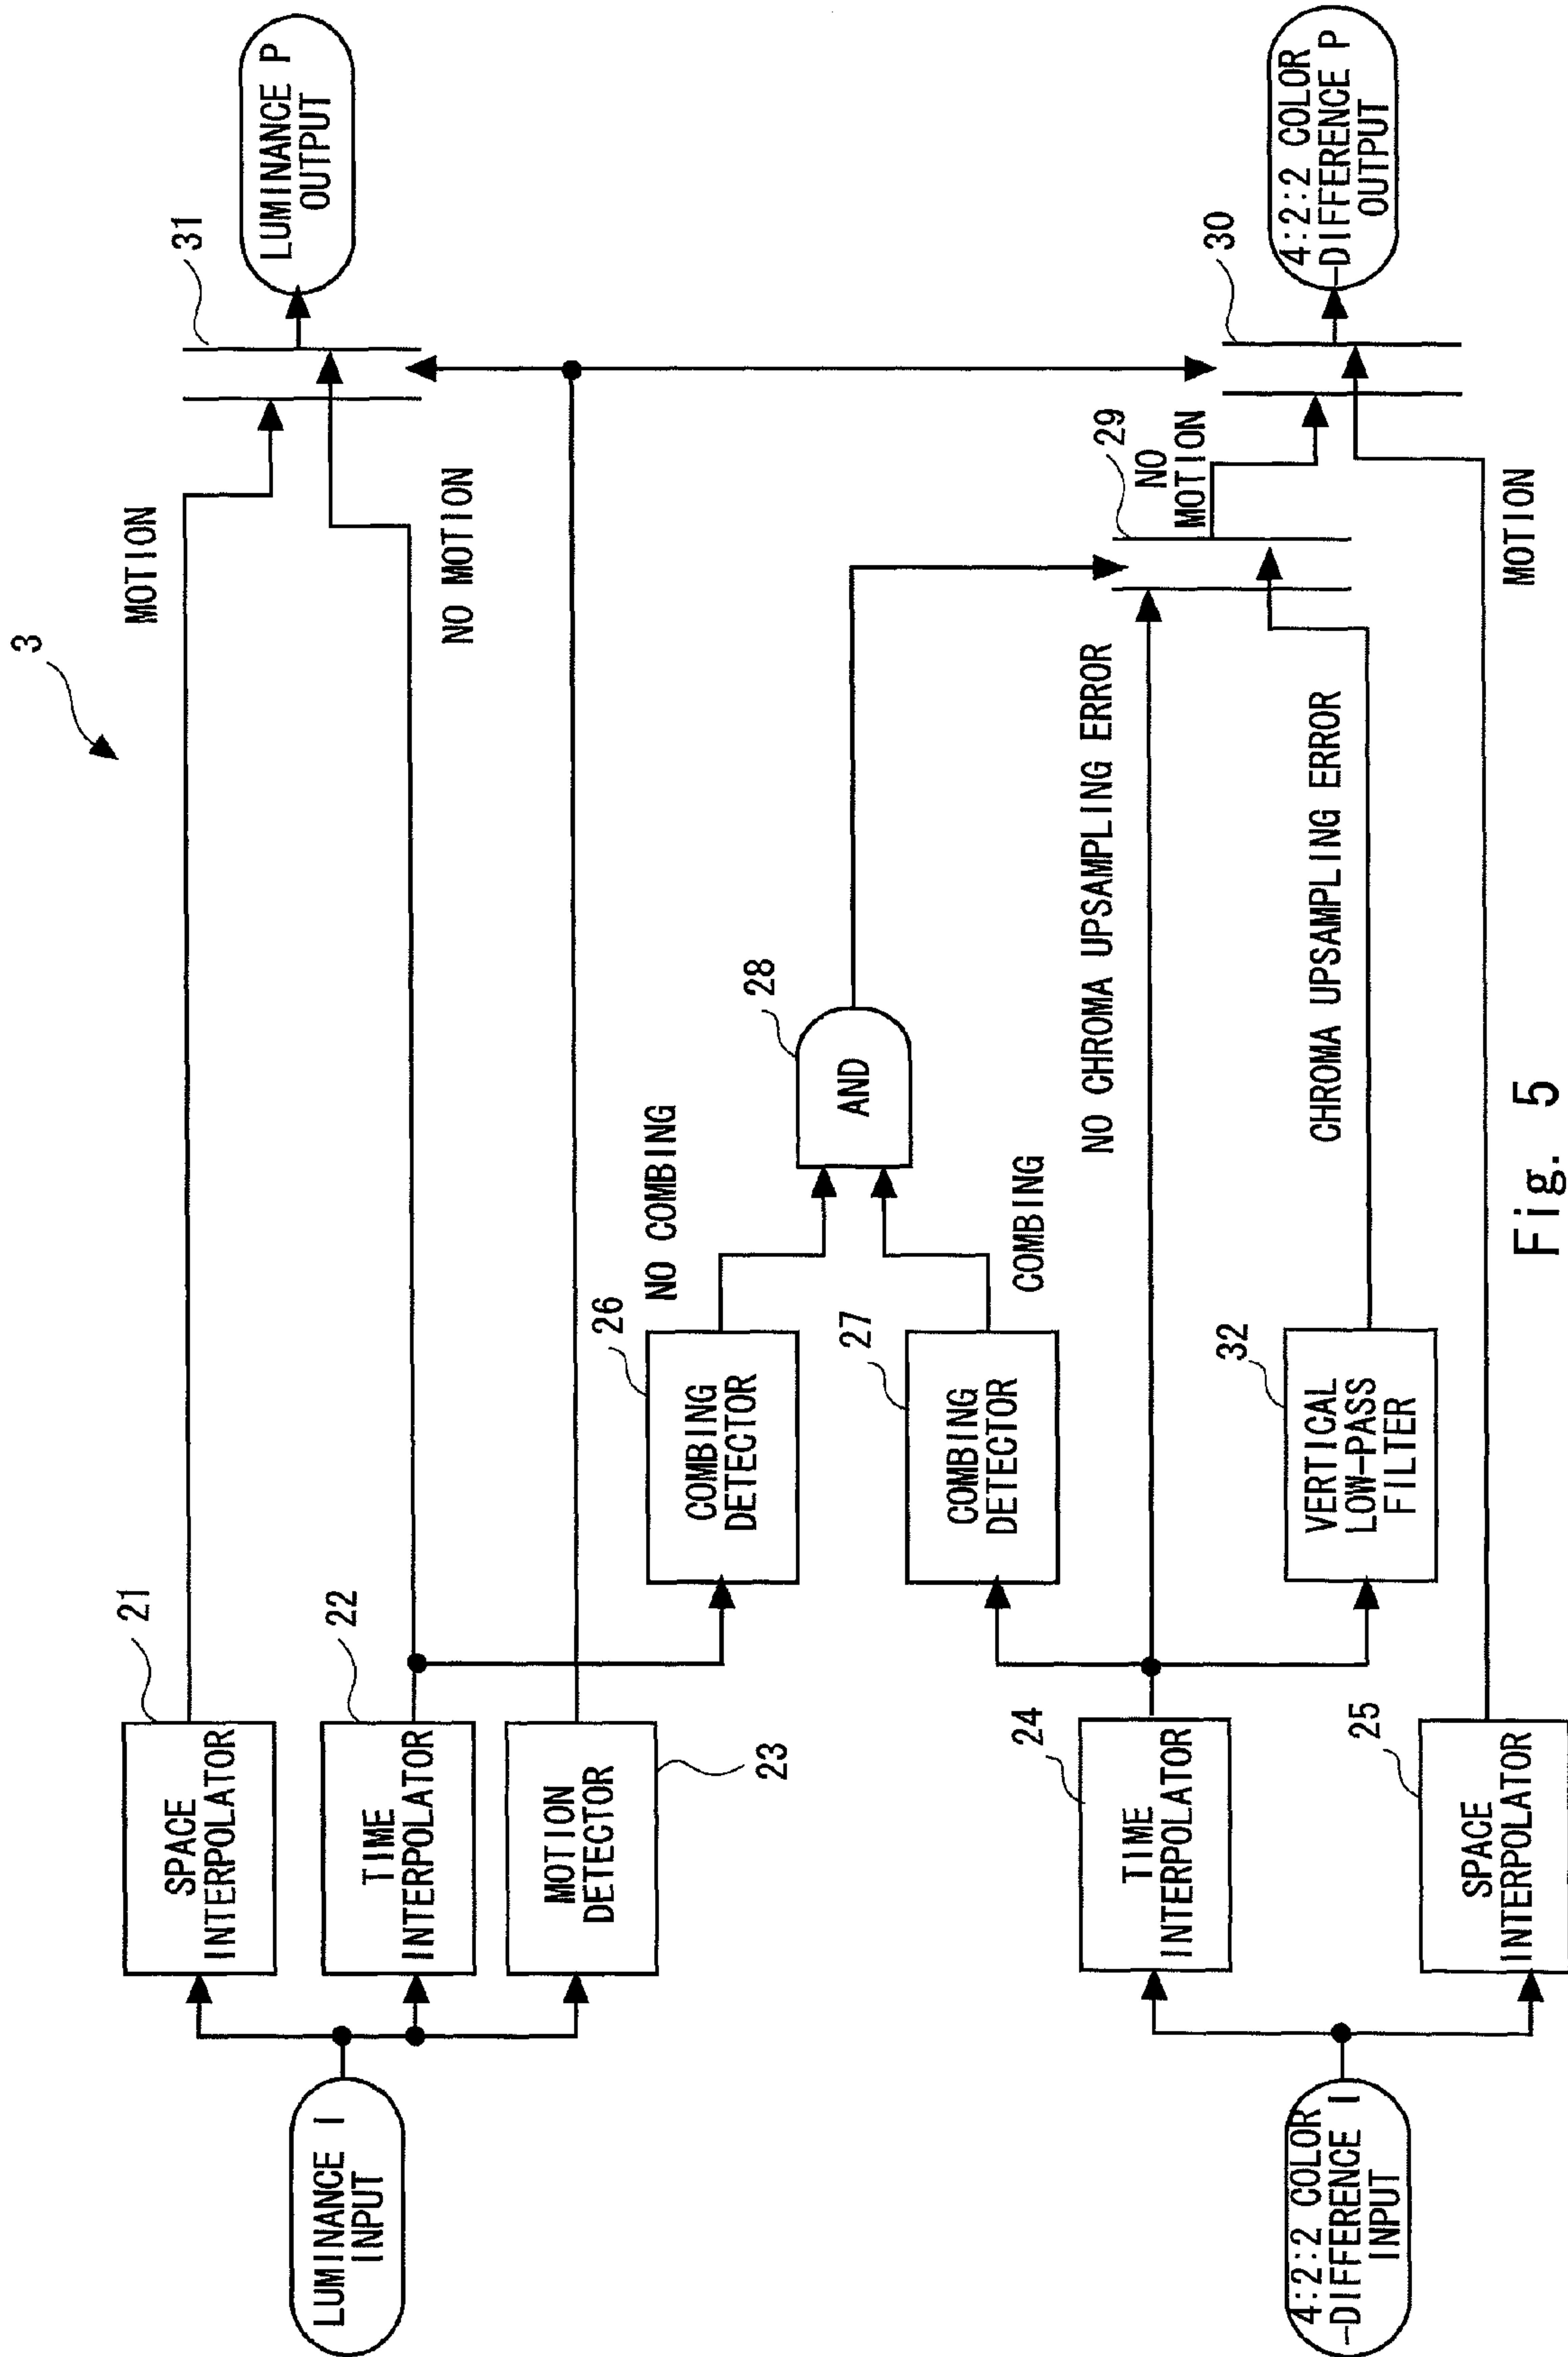 3
LUMINANCE I
INPUT
SPACE
INTERPOLATOR
21
MOTION
31
LUMINANCE P
OUTPUT
TIME
INTERPOLATOR
22
NO MOTION
MOTION
DETECTOR
23
COMBING
DETECTOR
26
NO COMBING
AND
28
COMBING
DETECTOR
27
COMBING
4:2:2 COLOR
-DIFFERENCE I
INPUT
TIME
INTERPOLATOR
24
NO CHROMA UPSAMPLING ERROR
29
NO
MOTION
30
4:2:2 COLOR
-DIFFERENCE P
OUTPUT
VERTICAL
LOW-PASS
FILTER
32
CHROMA UPSAMPLING ERROR
SPACE
INTERPOLATOR
25
MOTION
Fig. 5